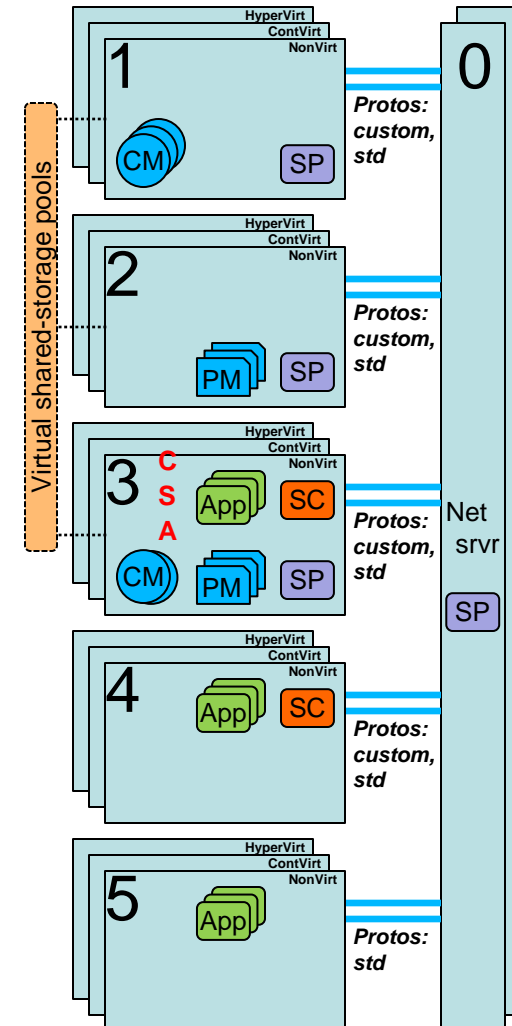 HyperVirt
ContVirt
NonVirt
1
CM
SP
Protos:
custom,
std
0
Virtual shared-storage pools
HyperVirt
ContVirt
NonVirt
2
PM
SP
Protos:
custom,
std
HyperVirt
ContVirt
NonVirt
3
C
S
A
App
SC
CM
PM
SP
Protos:
custom,
std
Net
srvr
SP
HyperVirt
ContVirt
NonVirt
4
App
SC
Protos:
custom,
std
HyperVirt
ContVirt
NonVirt
5
App
Protos:
std